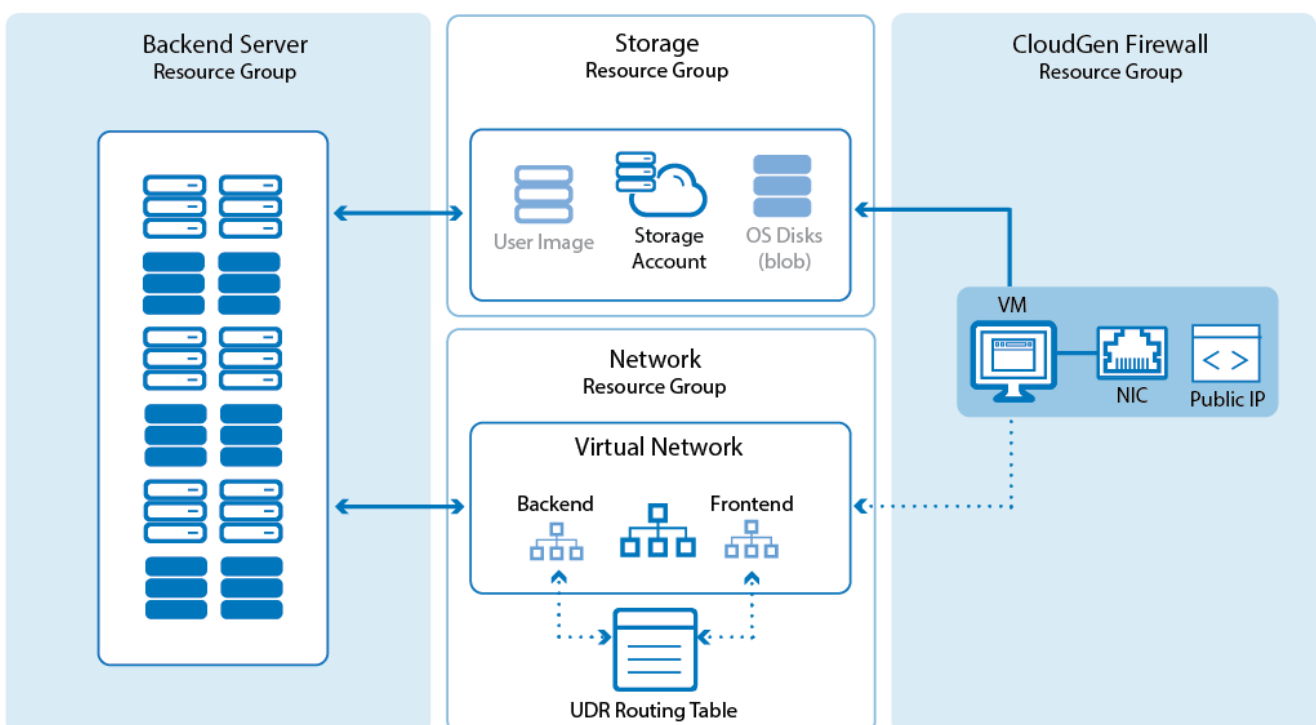 Backend Server
Resource Group
Storage
Resource Group
User Image
Storage
Account
OS Disks
(blob)
Network
Resource Group
Virtual Network
Backend
Frontend
UDR Routing Table
CloudGen Firewall
Resource Group
VM
NIC
Public IP